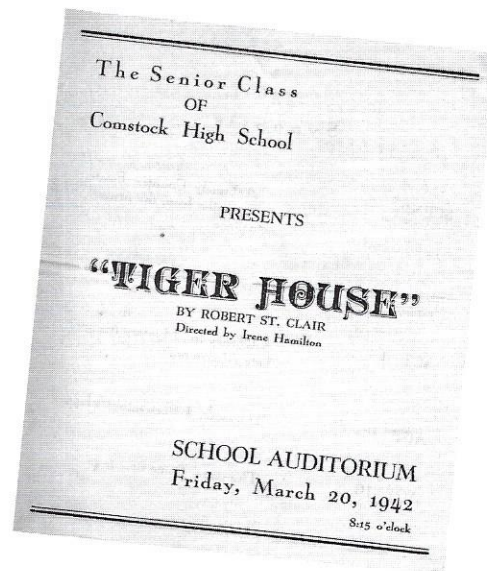 The Senior Class
OF
Comstock High School
PRESENTS
“TIGER HOUSE”
BY ROBERT ST. CLAIR
Directed by Irene Hamilton
SCHOOL AUDITORIUM
Friday, March 20, 1942
8:15 o'clock